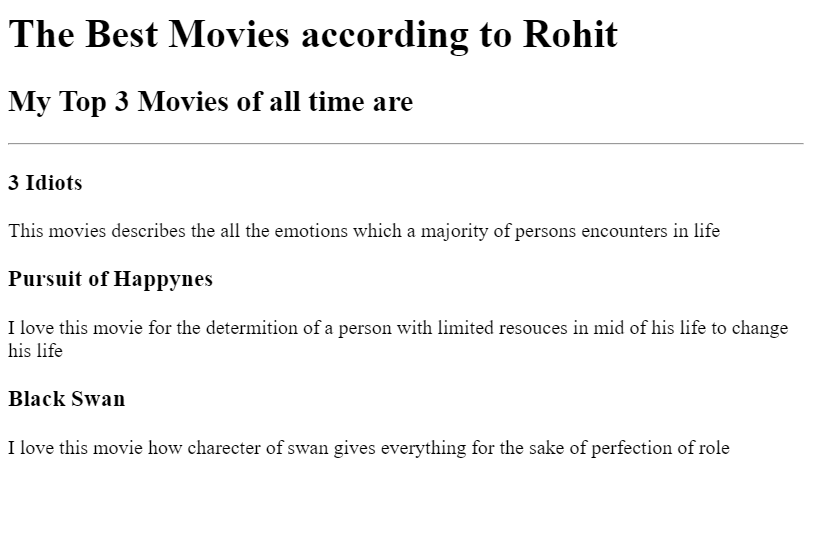 The Best Movies according to Rohit
My Top 3 Movies of all time are
3 Idiots
This movies describes the all the emotions which a majority of persons encounters in life
Pursuit of Happynes
I love this movie for the determition of a person with limited resouces in mid of his life to change
his life
Black Swan
I love this movie how charecter of swan gives everything for the sake of perfection of role